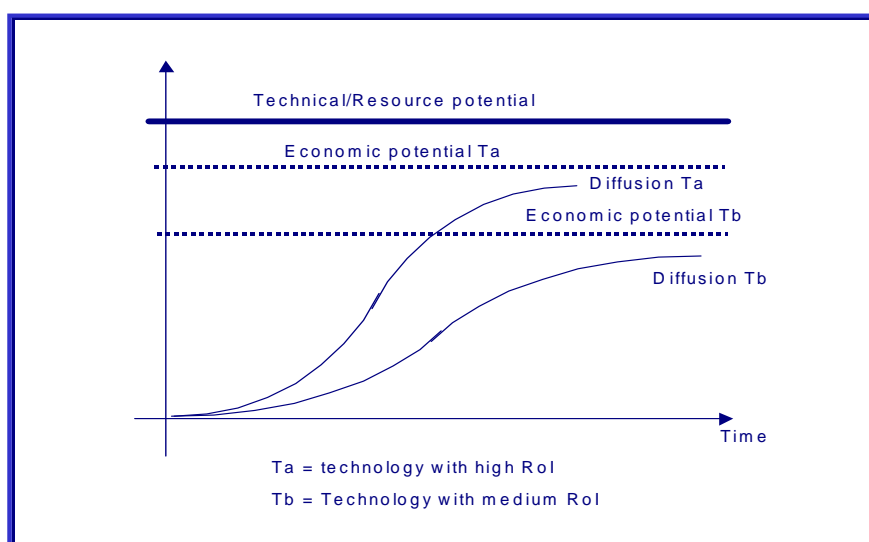 Technical/Resource potential
Economic potential Ta
Diffusion Ta
Economic potential Tb
Diffusion Tb
Time
Ta = technology with high RoI
Tb = Technology with medium RoI